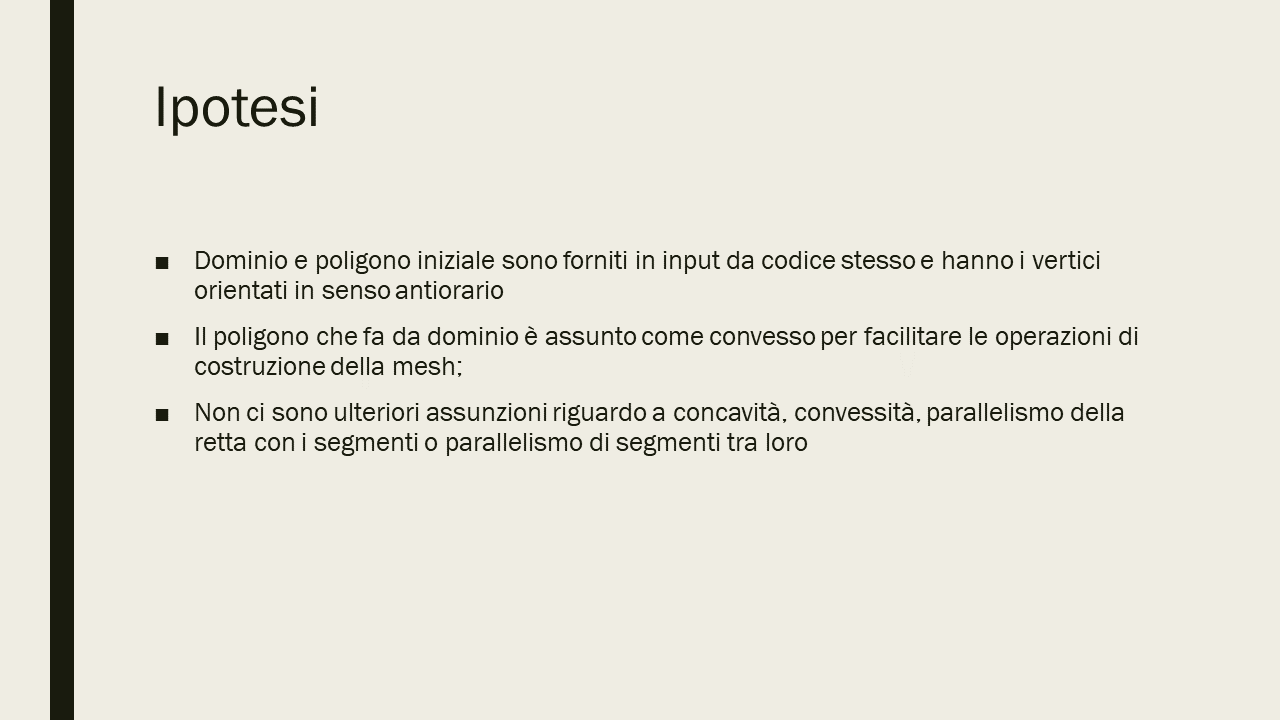 Ipotesi
■ Dominio e poligono iniziale sono forniti in input da codice stesso e hanno i vertici
orientati in senso antiorario
■ Il poligono che fa da dominio è assunto come convesso per facilitare le operazioni di
costruzione della mesh;
■ Non ci sono ulteriori assunzioni riguardo a concavità, convessità, parallelismo della
retta con i segmenti o parallelismo di segmenti tra loro